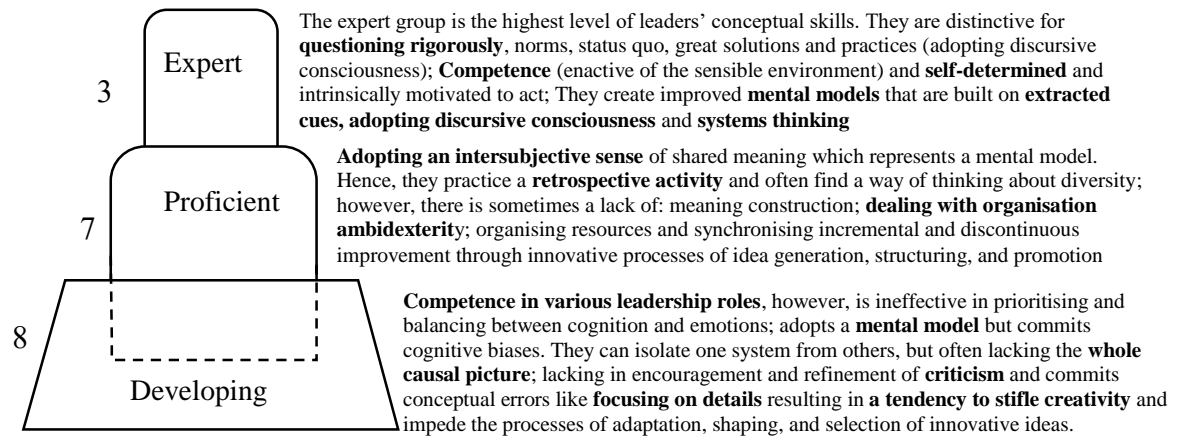 Expert
3
The expert group is the highest level of leaders’ conceptual skills. They are distinctive for
questioning rigorously, norms, status quo, great solutions and practices (adopting discursive
consciousness); Competence (enactive of the sensible environment) and self-determined and
intrinsically motivated to act; They create improved mental models that are built on extracted
cues, adopting discursive consciousness and systems thinking
Proficient
7
Adopting an intersubjective sense of shared meaning which represents a mental model.
Hence, they practice a retrospective activity and often find a way of thinking about diversity;
however, there is sometimes a lack of: meaning construction; dealing with organisation
ambidexterity; organising resources and synchronising incremental and discontinuous
improvement through innovative processes of idea generation, structuring, and promotion
8
Developing
Competence in various leadership roles, however, is ineffective in prioritising and
balancing between cognition and emotions; adopts a mental model but commits
cognitive biases. They can isolate one system from others, but often lacking the whole
causal picture; lacking in encouragement and refinement of criticism and commits
conceptual errors like focusing on details resulting in a tendency to stifle creativity and
impede the processes of adaptation, shaping, and selection of innovative ideas.